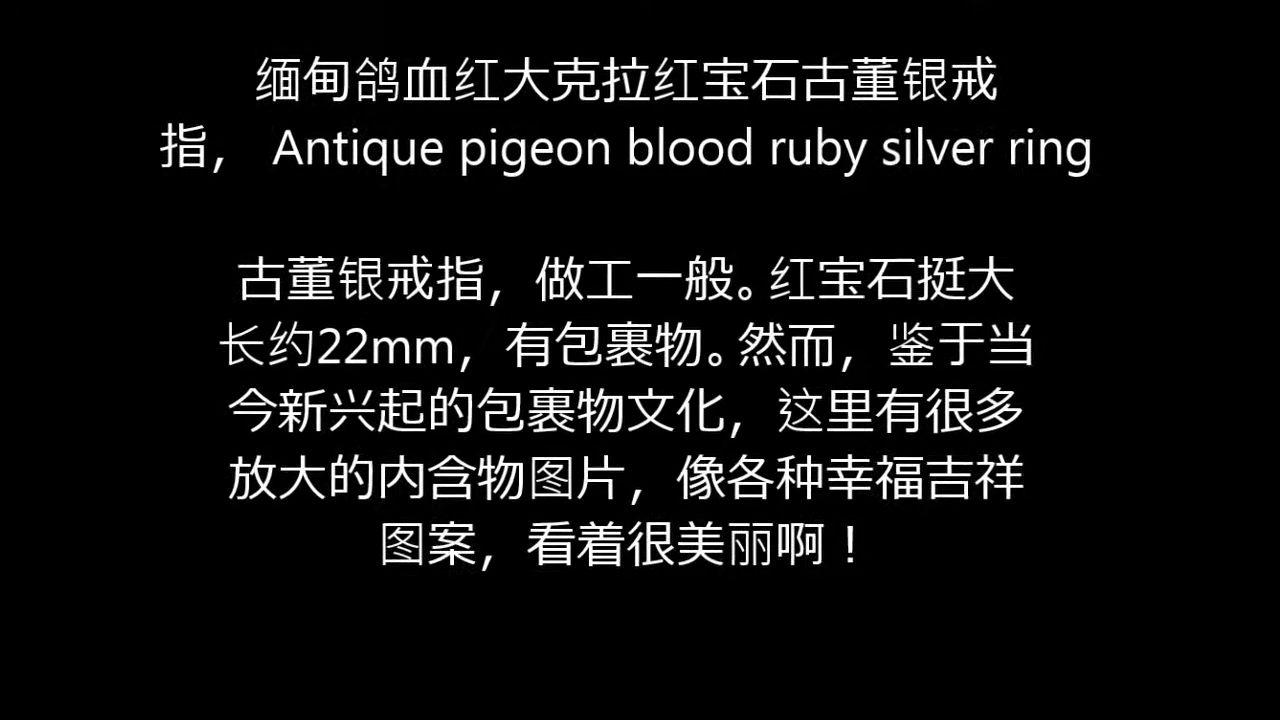 缅甸鸽血红大克拉红宝石古董银戒
指， Antique pigeon blood ruby silver ring
古董银戒指，做工一般。红宝石挺大
长约22mm，有包裹物。然而，鉴于当
今新兴起的包裹物文化，这里有很多
放大的内含物图片，像各种幸福吉祥
图案，看着很美丽啊！